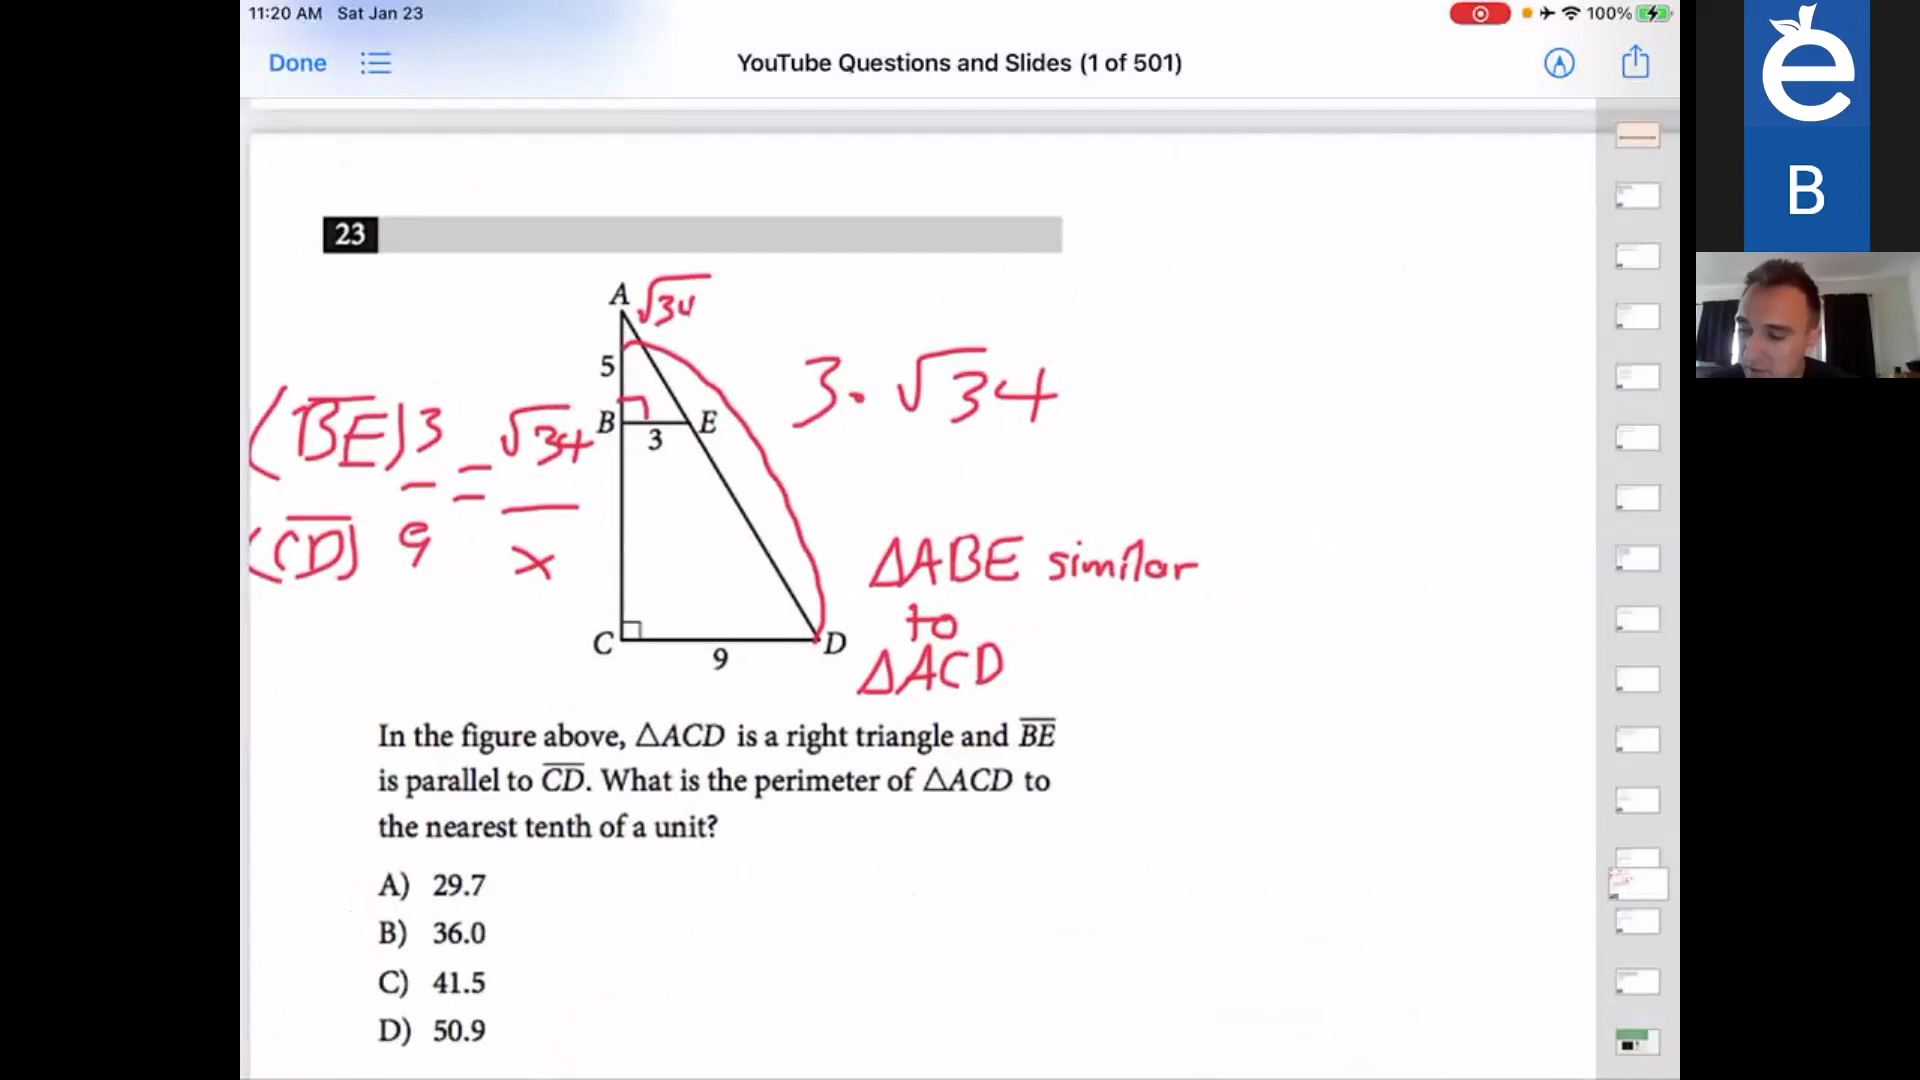 11:20 AM Sat Jan 23
100%
Done
YouTube Questions and Slides (1 of 501)
e
B
23
A √34
5
3·√34
(BE) 3 = √34
B 3 E
(CD) 9 x
ΔABE similar
to
ΔACD
C D
9
In the figure above, △ACD is a right triangle and BE
is parallel to CD. What is the perimeter of △ACD to
the nearest tenth of a unit?
A) 29.7
B) 36.0
C) 41.5
D) 50.9